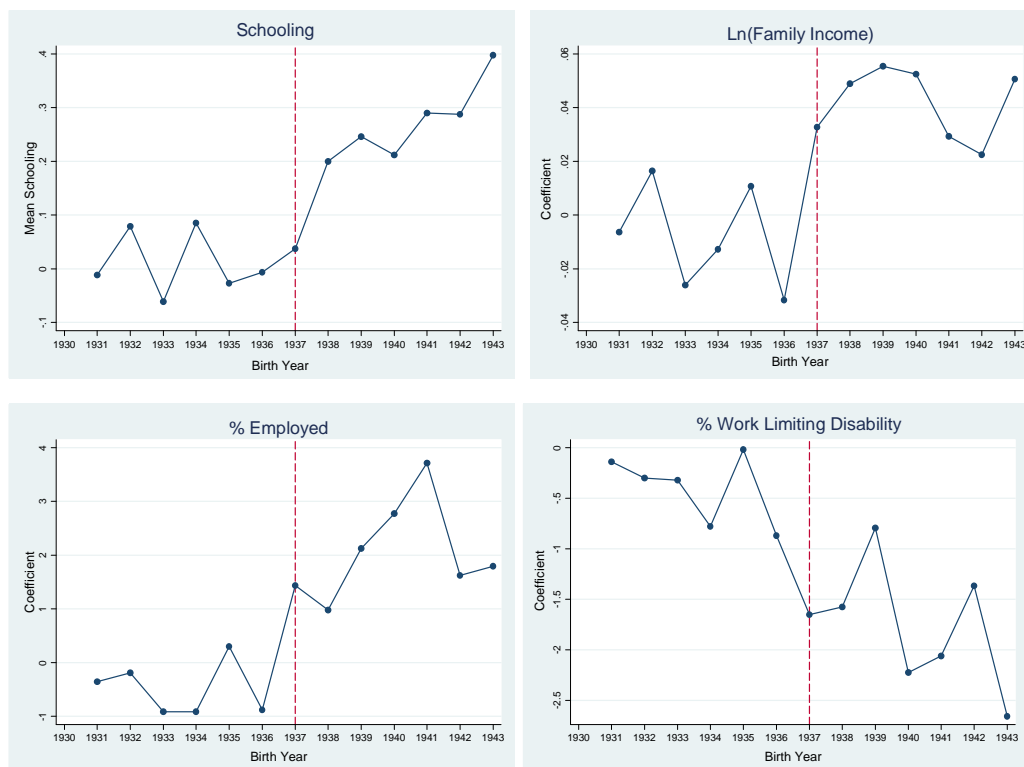 Schooling
Mean Schooling
.4
.3
.2
.1
0
-.1
1930 1931 1932 1933 1934 1935 1936 1937 1938 1939 1940 1941 1942 1943
Birth Year
Ln(Family Income)
Coefficient
.06
.04
.02
0
-.02
-.04
1930 1931 1932 1933 1934 1935 1936 1937 1938 1939 1940 1941 1942 1943
Birth Year
% Employed
Coefficient
4
3
2
1
0
-1
1930 1931 1932 1933 1934 1935 1936 1937 1938 1939 1940 1941 1942 1943
Birth Year
% Work Limiting Disability
Coefficient
0
-.5
-1
-1.5
-2
-2.5
1930 1931 1932 1933 1934 1935 1936 1937 1938 1939 1940 1941 1942 1943
Birth Year